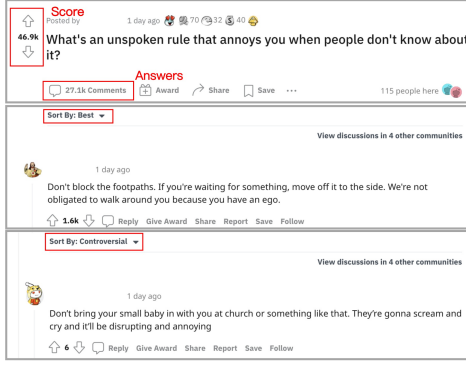 Score
Posted by 1 day ago 70 32 40
46.9k What's an unspoken rule that annoys you when people don't know about
it?
Answers
27.1k Comments Award Share Save ... 115 people here
Sort By: Best
View discussions in 4 other communities
1 day ago
Don't block the footpaths. If you're waiting for something, move off it to the side. We're not
obligated to walk around you because you have an ego.
1.6k Reply Give Award Share Report Save Follow
Sort By: Controversial
View discussions in 4 other communities
1 day ago
Don't bring your small baby in with you at church or something like that. They're gonna scream and
cry and it'll be disrupting and annoying
6 Reply Give Award Share Report Save Follow